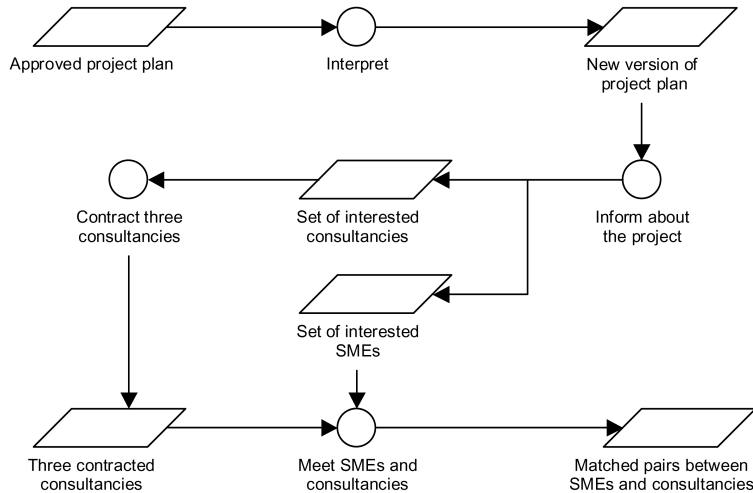 Approved project plan
Interpret
New version of
project plan
Contract three
consultancies
Set of interested
consultancies
Inform about
the project
Set of interested
SMEs
Three contracted
consultancies
Meet SMEs and
consultancies
Matched pairs between
SMEs and consultancies